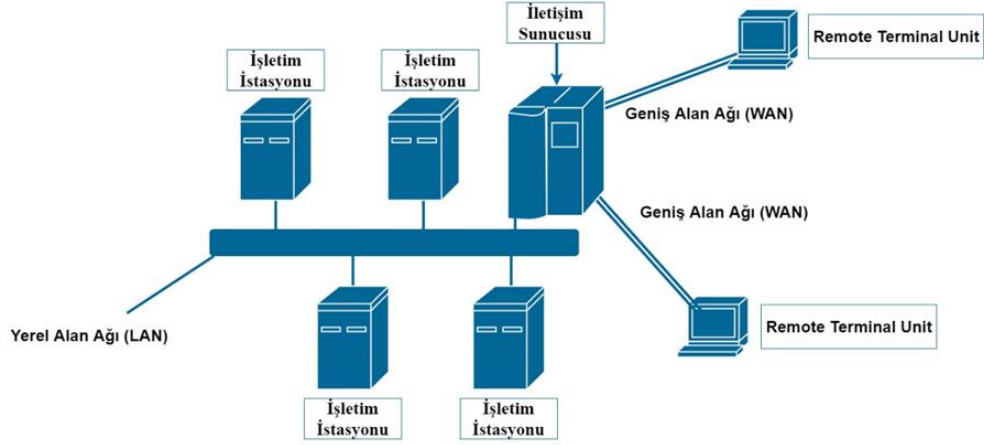 İletişim
Sunucusu
İşletim
İstasyonu
İşletim
İstasyonu
Remote Terminal Unit
Geniş Alan Ağı (WAN)
Geniş Alan Ağı (WAN)
Yerel Alan Ağı (LAN)
Remote Terminal Unit
İşletim
İstasyonu
İşletim
İstasyonu